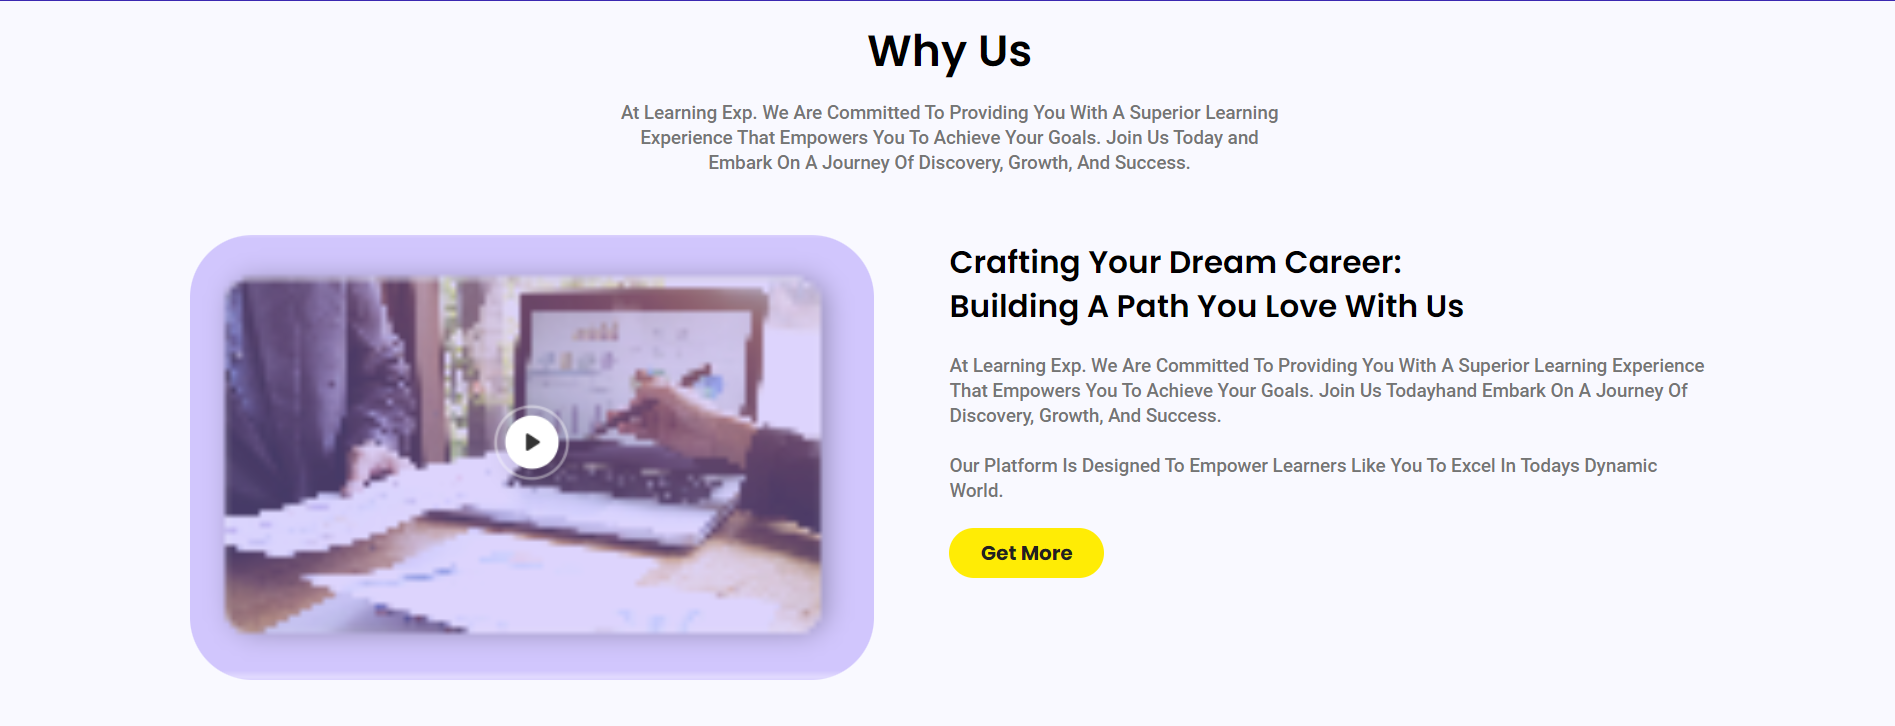 Why Us
At Learning Exp. We Are Committed To Providing You With A Superior Learning
Experience That Empowers You To Achieve Your Goals. Join Us Today and
Embark On A Journey Of Discovery, Growth, And Success.
Crafting Your Dream Career:
Building A Path You Love With Us
At Learning Exp. We Are Committed To Providing You With A Superior Learning Experience
That Empowers You To Achieve Your Goals. Join Us Todayhand Embark On A Journey Of
Discovery, Growth, And Success.
Our Platform Is Designed To Empower Learners Like You To Excel In Todays Dynamic
World.
Get More